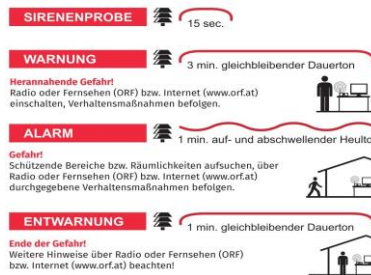 SIRENENPROBE
15 sec.
WARNUNG
3 min. gleichbleibender Dauerton
Herannahende Gefahr!
Radio oder Fernsehen (ORF) bzw. Internet (www.orf.at)
einschalten, Verhaltensmaßnahmen befolgen.
ALARM
1 min. auf- und abschwellender Heulto
Gefahr!
Schützende Bereiche bzw. Räumlichkeiten aufsuchen, über
Radio oder Fernsehen (ORF) bzw. Internet (www.orf.at)
durchgegebene Verhaltensmaßnahmen befolgen.
ENTWARNUNG
1 min. gleichbleibender Dauerton
Ende der Gefahr!
Weitere Hinweise über Radio oder Fernsehen (ORF)
bzw. Internet (www.orf.at) beachten!